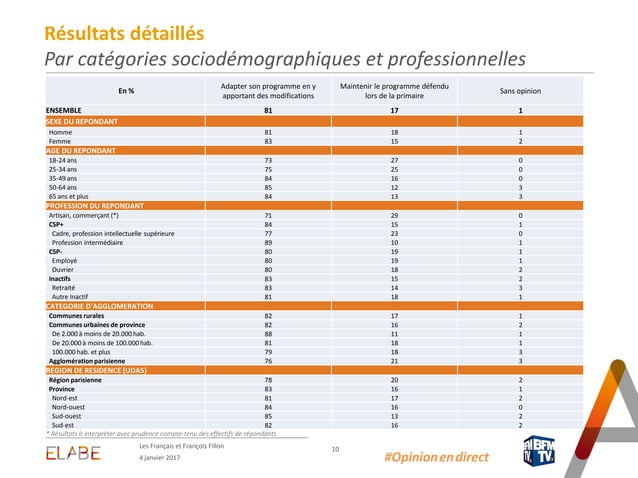 Résultats détaillés
Par catégories sociodémographiques et professionnelles
En % Adapter son programme en y apportant des modifications Maintenir le programme défendu lors de la primaire Sans opinion
ENSEMBLE 81 17 1
SEXE DU REPONDANT
Homme 81 18 1
Femme 83 15 2
AGE DU REPONDANT
18-24 ans 73 27 0
25-34 ans 75 25 0
35-49 ans 84 16 0
50-64 ans 85 12 3
65 ans et plus 84 13 3
PROFESSION DU REPONDANT
Artisan, commerçant (*) 71 29 0
CSP+ 84 15 1
Cadre, profession intellectuelle supérieure 77 23 0
Profession intermédiaire 89 10 1
CSP- 80 19 1
Employé 80 19 1
Ouvrier 80 18 2
Inactifs 83 15 2
Retraité 83 14 3
Autre Inactif 81 18 1
CATEGORIE D'AGGLOMERATION
Communes rurales 82 17 1
Communes urbaines de province 82 16 2
De 2.000 à moins de 20.000 hab. 88 11 1
De 20.000 à moins de 100.000 hab. 81 18 1
100.000 hab. et plus 79 18 3
Agglomération parisienne 76 21 3
REGION DE RESIDENCE (UDA5)
Région parisienne 78 20 2
Province 83 16 1
Nord-est 81 17 2
Nord-ouest 84 16 0
Sud-ouest 85 13 2
Sud-est 82 16 2
* Résultats à interpréter avec prudence compte-tenu des effectifs de répondants
ELABE
Les Français et François Fillon
4 janvier 2017
10
#Opinion en direct
BFM TV.